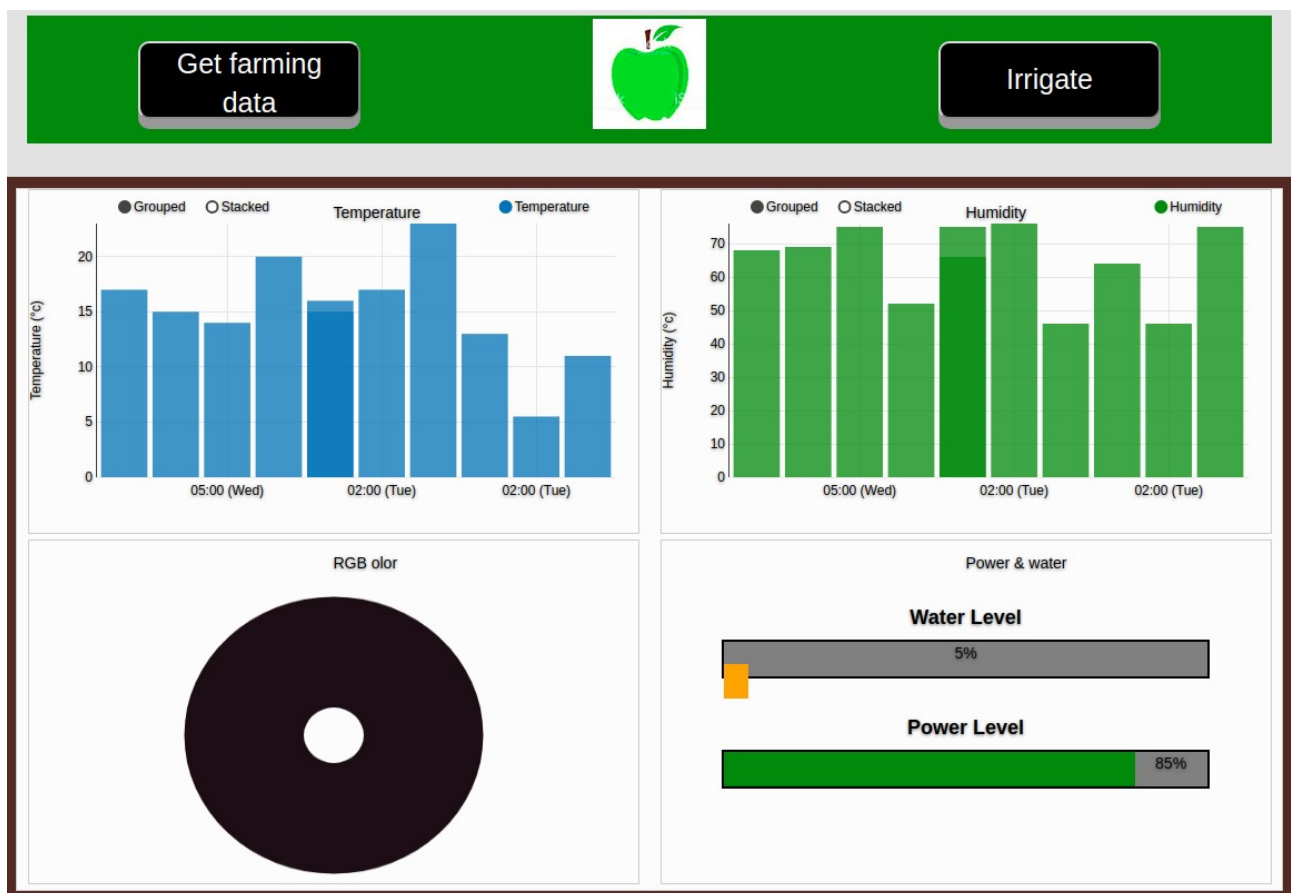 Get farming
data
Irrigate
Grouped Stacked Temperature Temperature
20
15
10
5
0
Temperature (°c)
05:00 (Wed) 02:00 (Tue) 02:00 (Tue)
Grouped Stacked Humidity Humidity
70
60
50
40
30
20
10
0
Humidity (°c)
05:00 (Wed) 02:00 (Tue) 02:00 (Tue)
RGB olor
Power & water
Water Level
5%
Power Level
85%